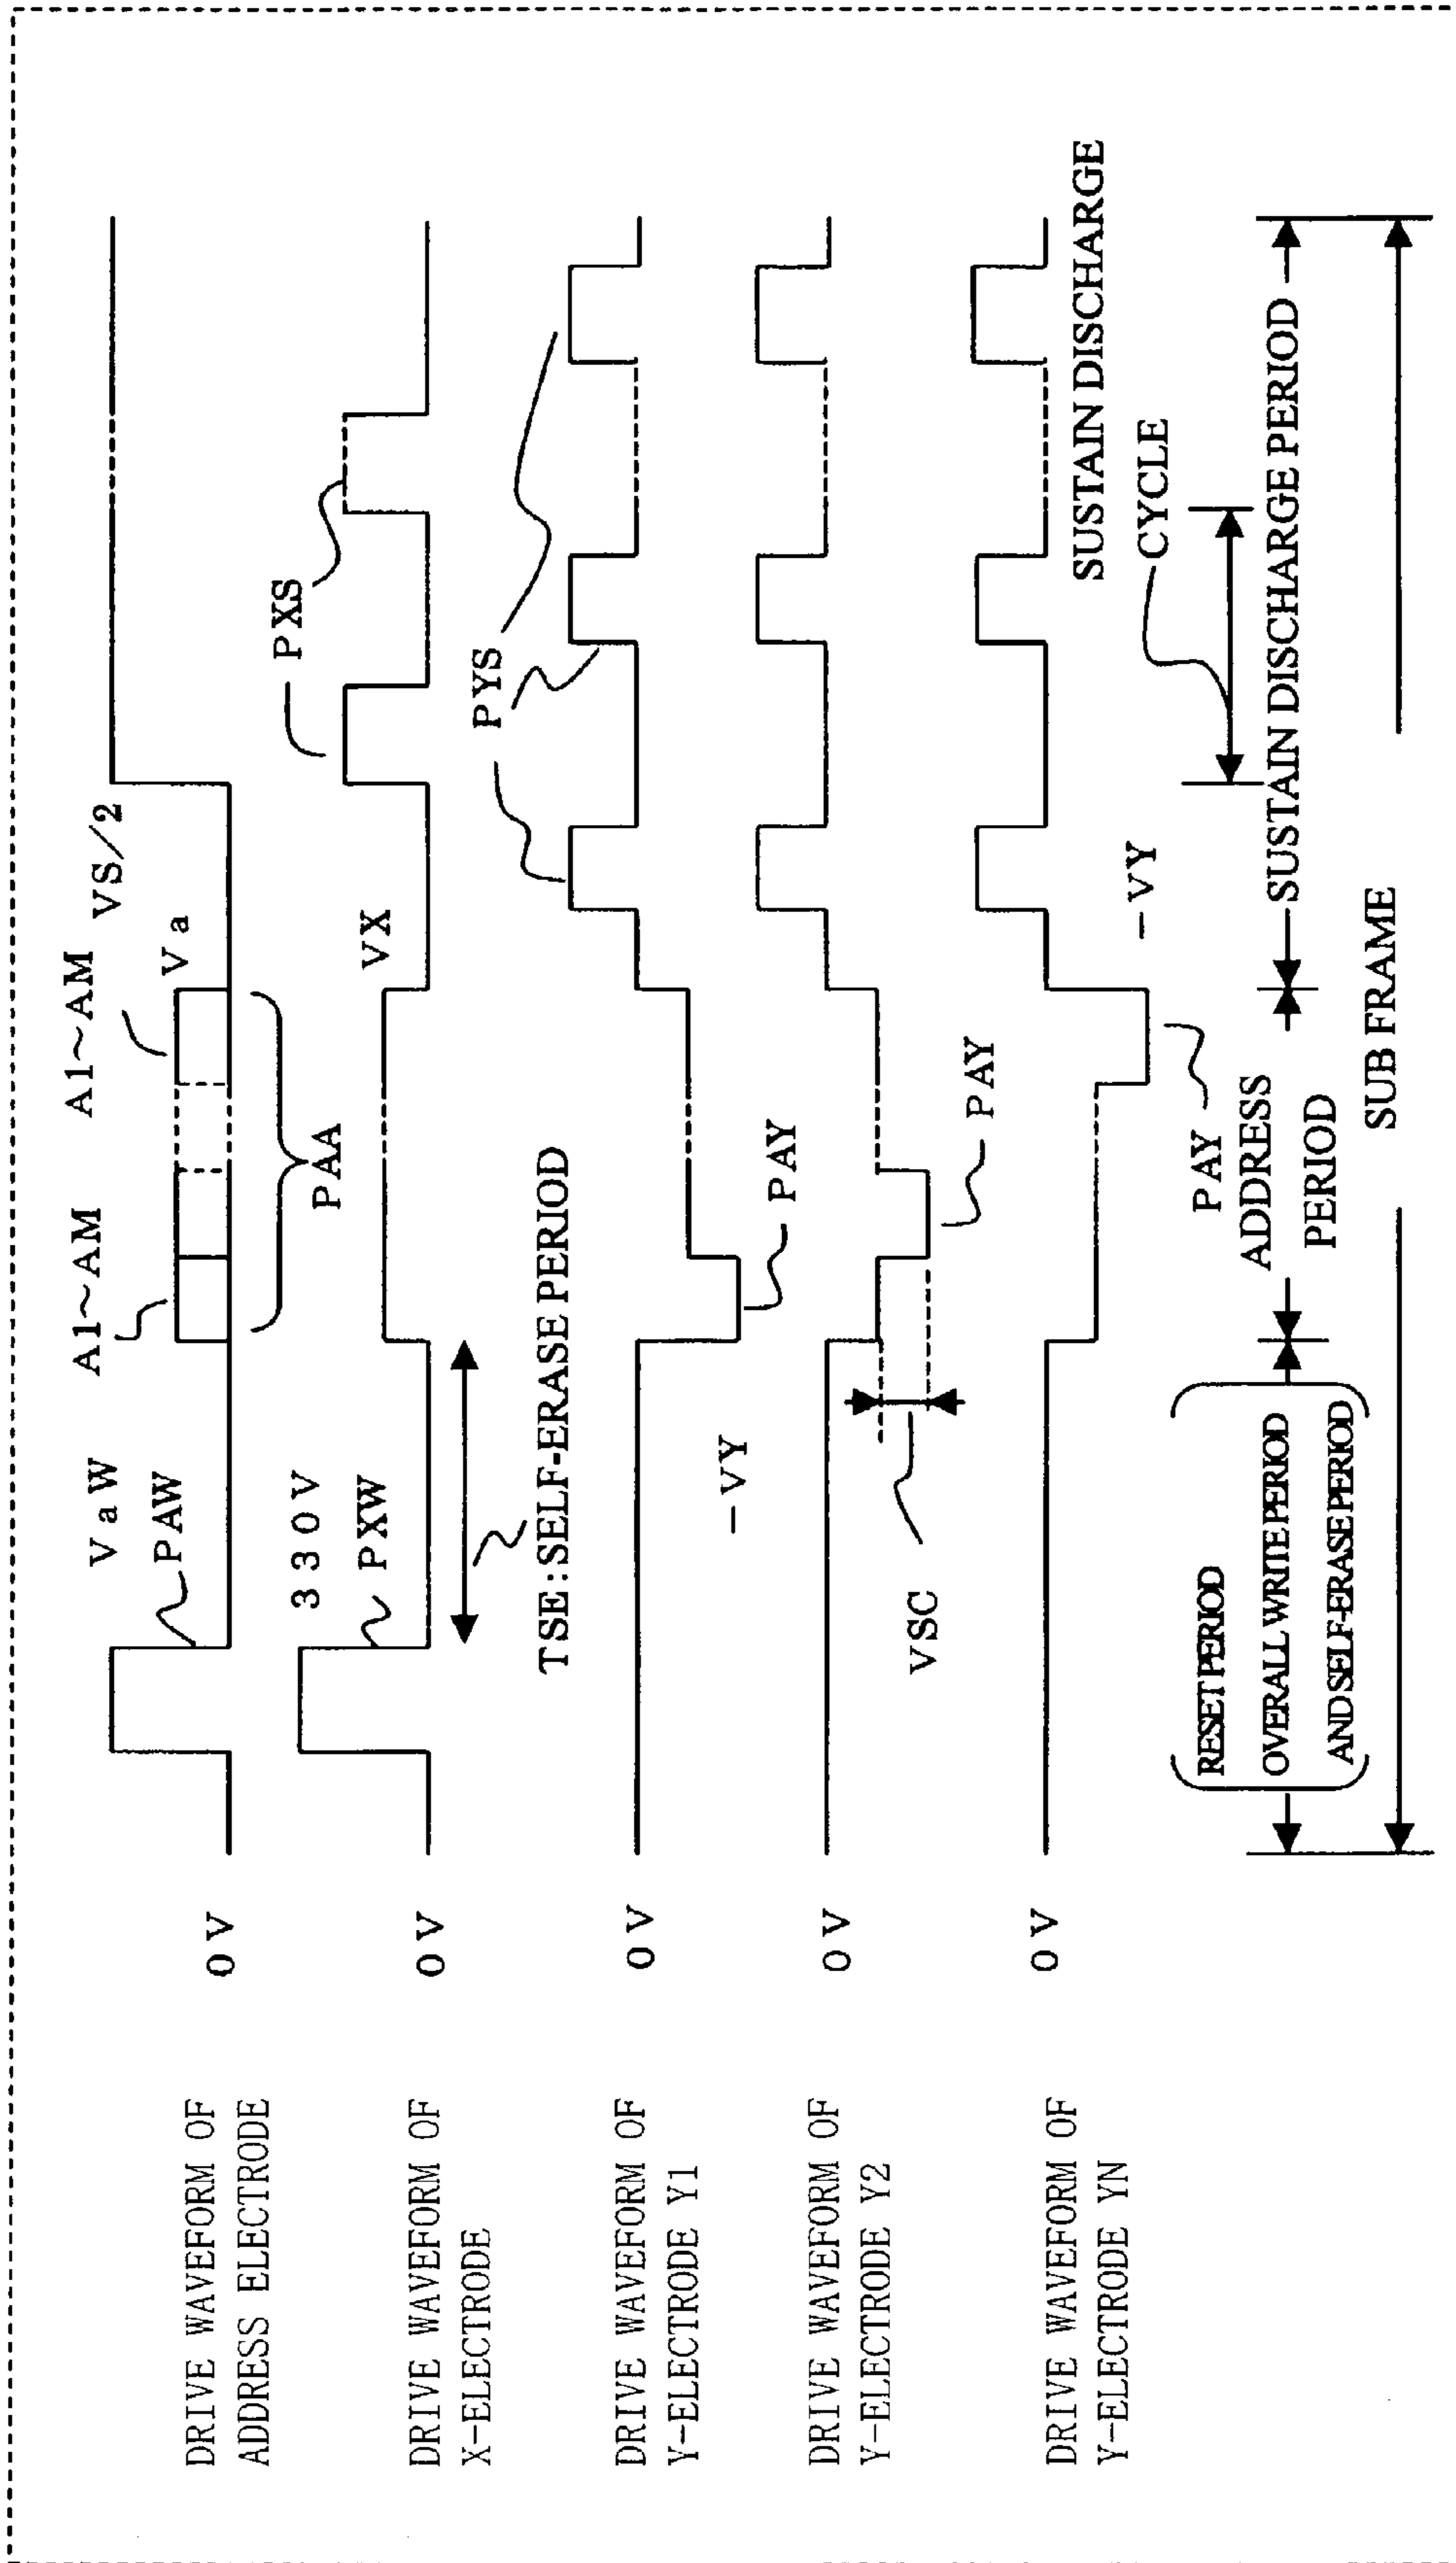 DRIVE WAVEFORM OF
ADDRESS ELECTRODE
0V
VaW
PAW
A1~AM
A1~AM
Va
VS/2
PAA
DRIVE WAVEFORM OF
X-ELECTRODE
0V
330V
PXW
VX
PXS
TSE:SELF-ERASE PERIOD
DRIVE WAVEFORM OF
Y-ELECTRODE Y1
0V
-VY
PAY
PYS
DRIVE WAVEFORM OF
Y-ELECTRODE Y2
0V
VSC
PAY
DRIVE WAVEFORM OF
Y-ELECTRODE YN
0V
PAY
-VY
SUSTAIN DISCHARGE
CYCLE
RESET PERIOD
OVERALL WRITE PERIOD
AND SELF-ERASE PERIOD
ADDRESS
PERIOD
SUSTAIN DISCHARGE PERIOD
SUB FRAME